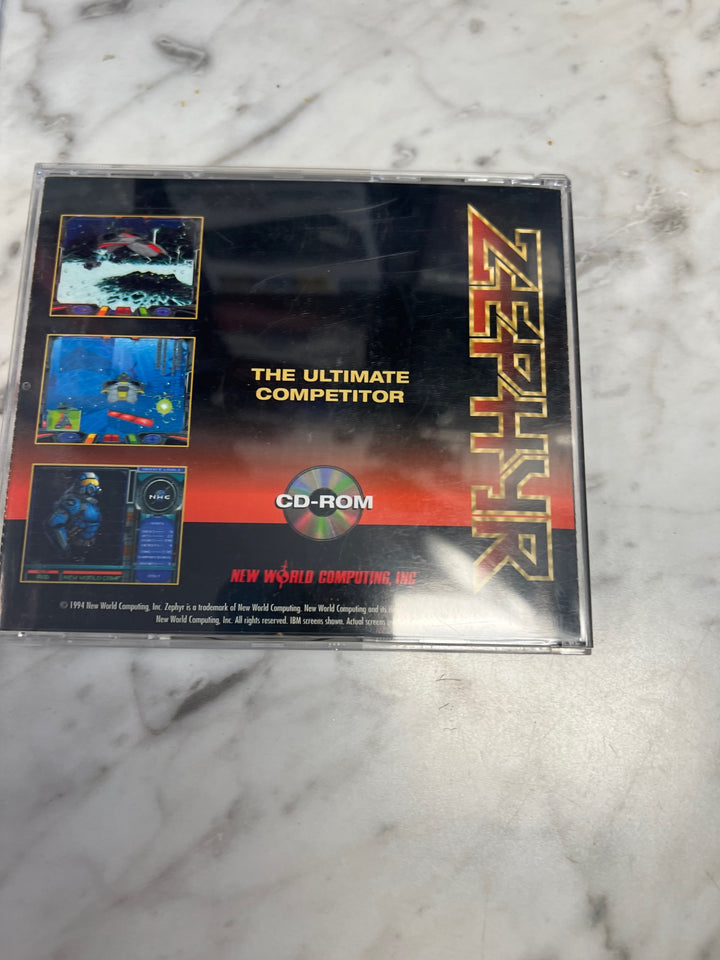 ZEPHYR
THE ULTIMATE
COMPETITOR
CD-ROM
NWC
NEW WORLD COMPUTING, INC
© 1994 New World Computing, Inc. Zephyr is a trademark of New World Computing. New World Computing and its
New World Computing, Inc. All rights reserved. IBM screens shown. Actual screens